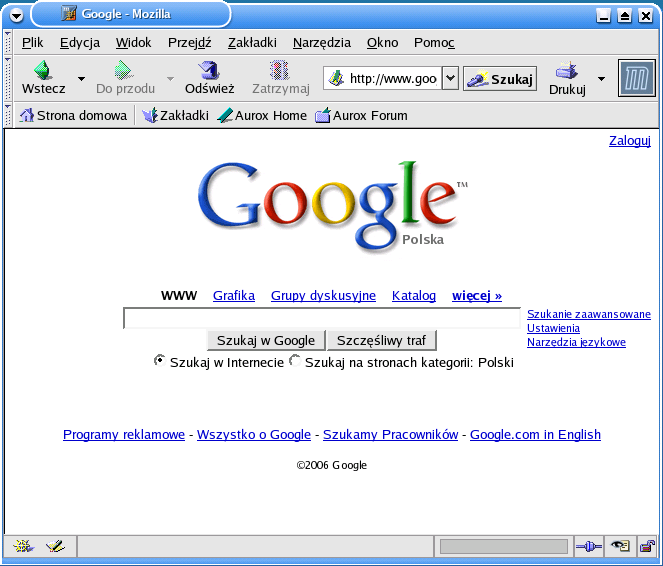 Google - Mozilla
Plik Edycja Widok Przejdź Zakładki Narzędzia Okno Pomoc
Wstecz Do przodu Odśwież Zatrzymaj http://www.goo Szukaj Drukuj
Strona domowa Zakładki Aurox Home Aurox Forum
Zaloguj
Google™
Polska
WWW Grafika Grupy dyskusyjne Katalog więcej »
Szukanie zaawansowane
Ustawienia
Narzędzia językowe
Szukaj w Google Szczęśliwy traf
Szukaj w Internecie Szukaj na stronach kategorii: Polski
Programy reklamowe - Wszystko o Google - Szukamy Pracowników - Google.com in English
©2006 Google